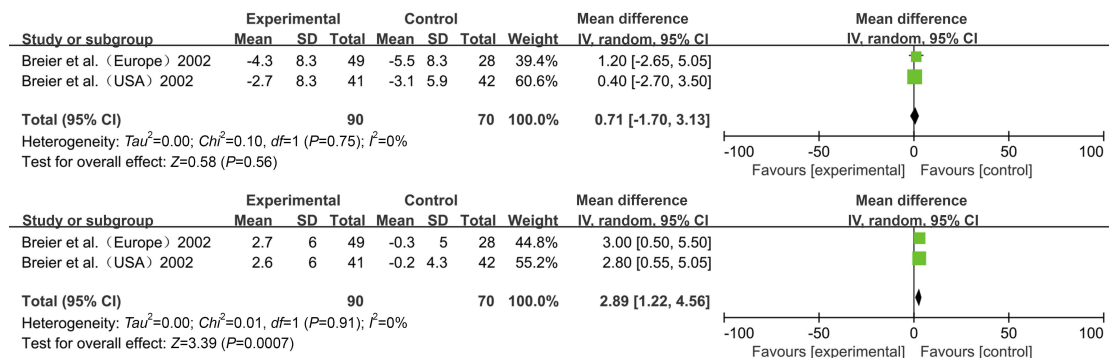 Experimental Control Mean difference Mean difference
Study or subgroup Mean SD Total Mean SD Total Weight IV, random, 95% CI IV, random, 95% CI
Breier et al.（Europe）2002 -4.3 8.3 49 -5.5 8.3 28 39.4% 1.20 [-2.65, 5.05]
Breier et al.（USA）2002 -2.7 8.3 41 -3.1 5.9 42 60.6% 0.40 [-2.70, 3.50]
Total (95% CI) 90 70 100.0% 0.71 [-1.70, 3.13]
Heterogeneity: Tau²=0.00; Chi²=0.10, df=1 (P=0.75); I²=0%
Test for overall effect: Z=0.58 (P=0.56)
-100 -50 0 50 100
Favours [experimental] Favours [control]
Experimental Control Mean difference Mean difference
Study or subgroup Mean SD Total Mean SD Total Weight IV, random, 95% CI IV, random, 95% CI
Breier et al.（Europe）2002 2.7 6 49 -0.3 5 28 44.8% 3.00 [0.50, 5.50]
Breier et al.（USA）2002 2.6 6 41 -0.2 4.3 42 55.2% 2.80 [0.55, 5.05]
Total (95% CI) 90 70 100.0% 2.89 [1.22, 4.56]
Heterogeneity: Tau²=0.00; Chi²=0.01, df=1 (P=0.91); I²=0%
Test for overall effect: Z=3.39 (P=0.0007)
-100 -50 0 50 100
Favours [experimental] Favours [control]